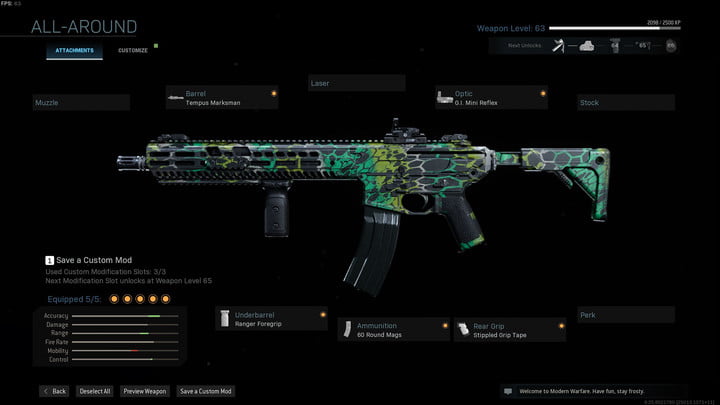 FPS: 63
ALL-AROUND
Weapon Level: 63
2098 / 2500 XP
ATTACHMENTS
CUSTOMIZE
Next Unlocks
64
65
Laser
Barrel
Tempus Marksman
Optic
G.I. Mini Reflex
Muzzle
Stock
1 Save a Custom Mod
Used Custom Modification Slots: 3/3
Next Modification Slot unlocks at Weapon Level 65
Equipped 5/5:
Accuracy
Damage
Range
Fire Rate
Mobility
Control
Underbarrel
Ranger Foregrip
Ammunition
60 Round Mags
Rear Grip
Stippled Grip Tape
Perk
Back
Deselect All
Preview Weapon
Save a Custom Mod
Welcome to Modern Warfare. Have fun, stay frosty.